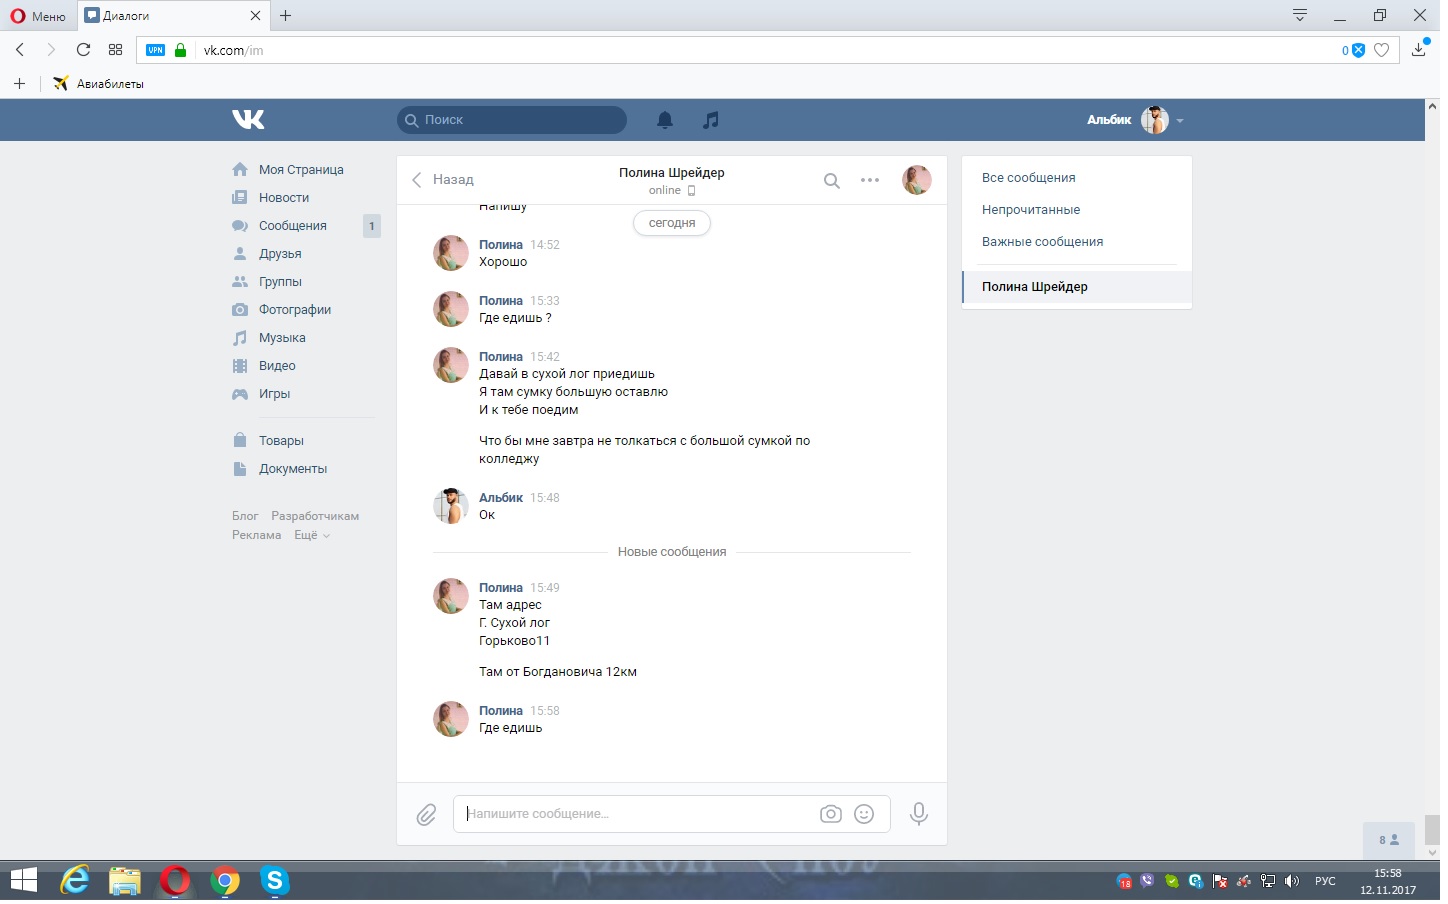 Меню
Диалоги
VPN
vk.com/im
0
Авиабилеты
Поиск
Альбик
Моя Страница
Новости
Сообщения
1
Друзья
Группы
Фотографии
Музыка
Видео
Игры
Товары
Документы
Блог Разработчикам
Реклама Ещё
Назад
Полина Шрейдер
online
Напишу
сегодня
Полина 14:52
Хорошо
Полина 15:33
Где едишь ?
Полина 15:42
Давай в сухой лог приедишь
Я там сумку большую оставлю
И к тебе поедим
Что бы мне завтра не толкаться с большой сумкой по
колледжу
Альбик 15:48
Ок
Новые сообщения
Полина 15:49
Там адрес
Г. Сухой лог
Горьково11
Там от Богдановича 12км
Полина 15:58
Где едишь
Напишите сообщение...
Все сообщения
Непрочитанные
Важные сообщения
Полина Шрейдер
8
18
РУС
15:58
12.11.2017